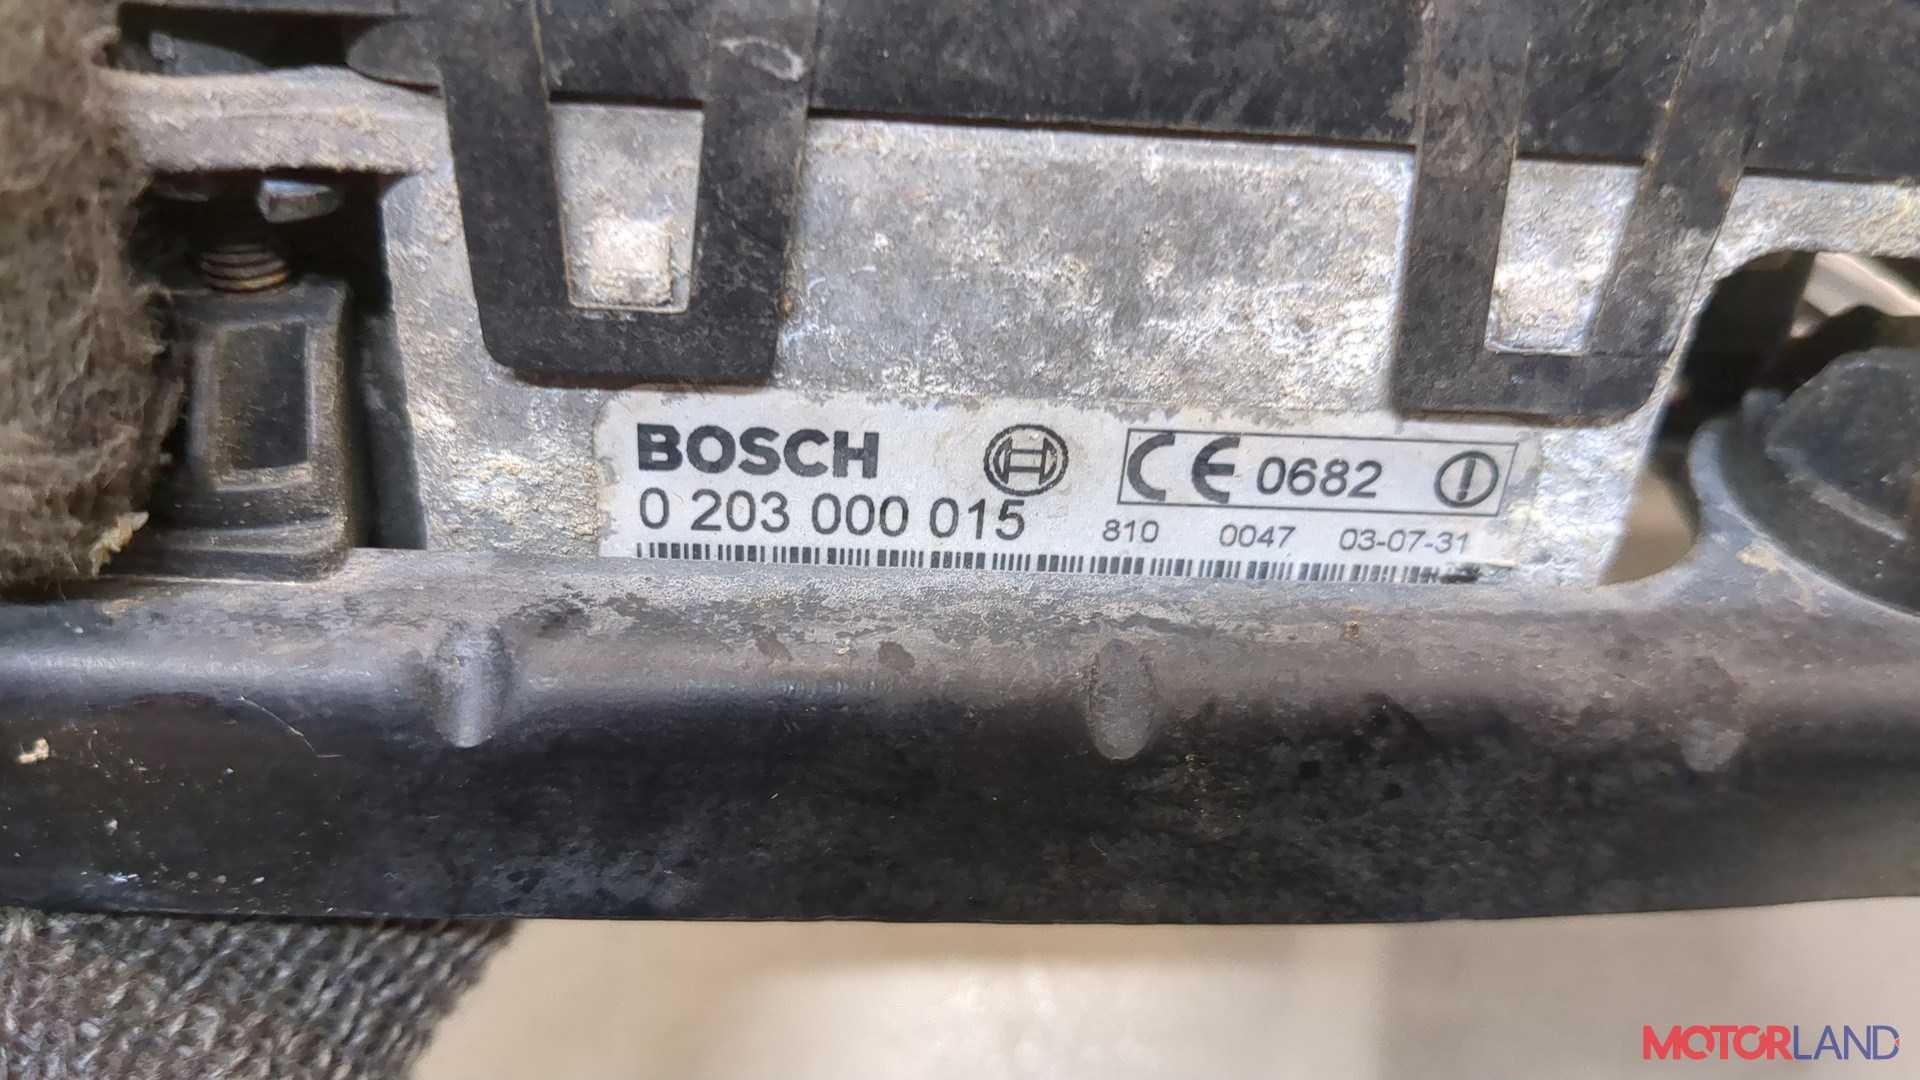 BOSCH CE 0682
0 203 000 015 810 0047 03-07-31
MOTORLAND